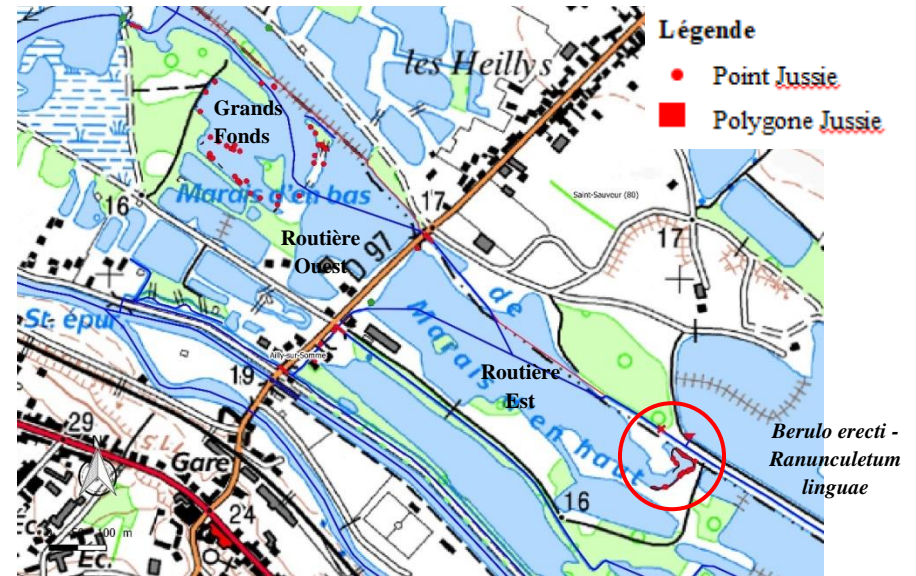 Légende
Point Jussie
Polygone Jussie
les Heillys
Grands
Fonds
Marais d'en bas
16
17
Saint-Sauveur (80)
17
Routière
Ouest
D 97
de
Marais en haut
St. épur
Ailly-sur-Somme
19
Routière
Est
29
Gare
24
16
Berulo erecti -
Ranunculetum
linguae
100 m
Ec.